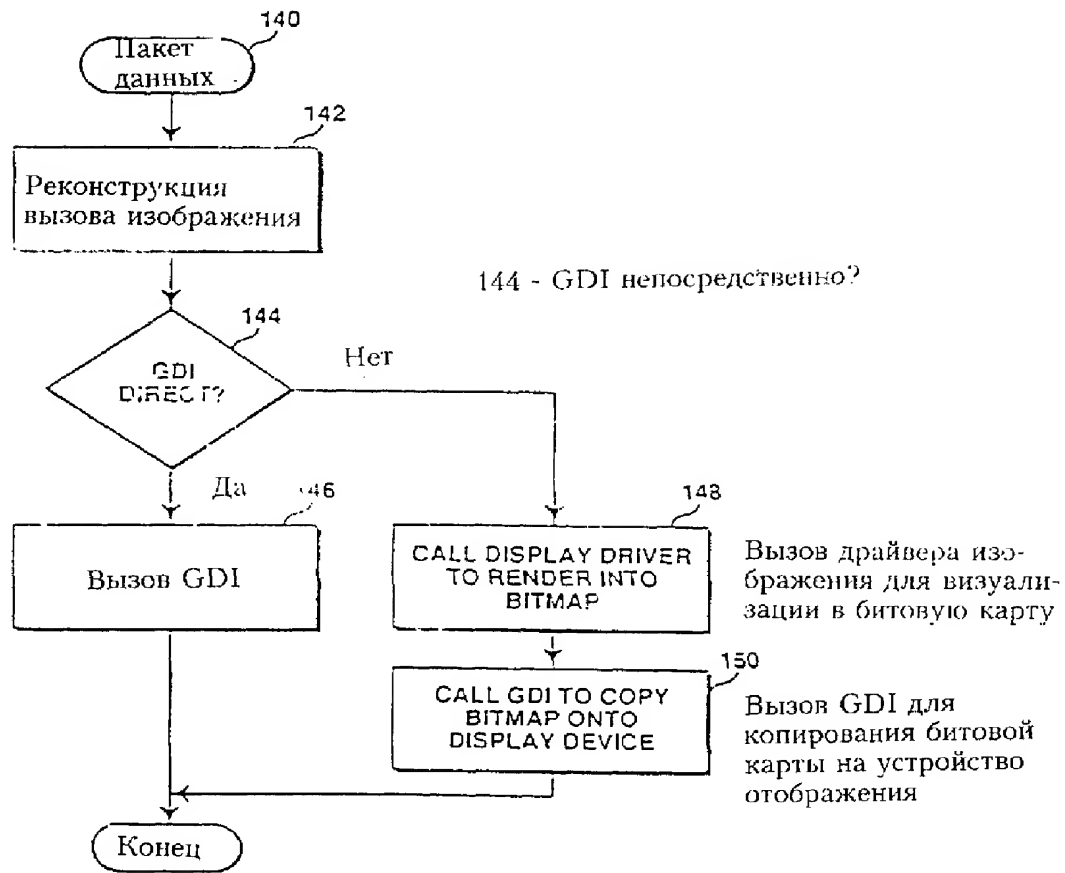 140
Пакет
данных
142
Реконструкция
вызова изображения
144 - GDI непосредственно?
144
GDI
DIRECT?
Нет
Да
146
Вызов GDI
148
CALL DISPLAY DRIVER
TO RENDER INTO
BITMAP
Вызов драйвера изо-
бражения для визуали-
зации в битовую карту
150
CALL GDI TO COPY
BITMAP ONTO
DISPLAY DEVICE
Вызов GDI для
копирования битовой
карты на устройство
отображения
Конец